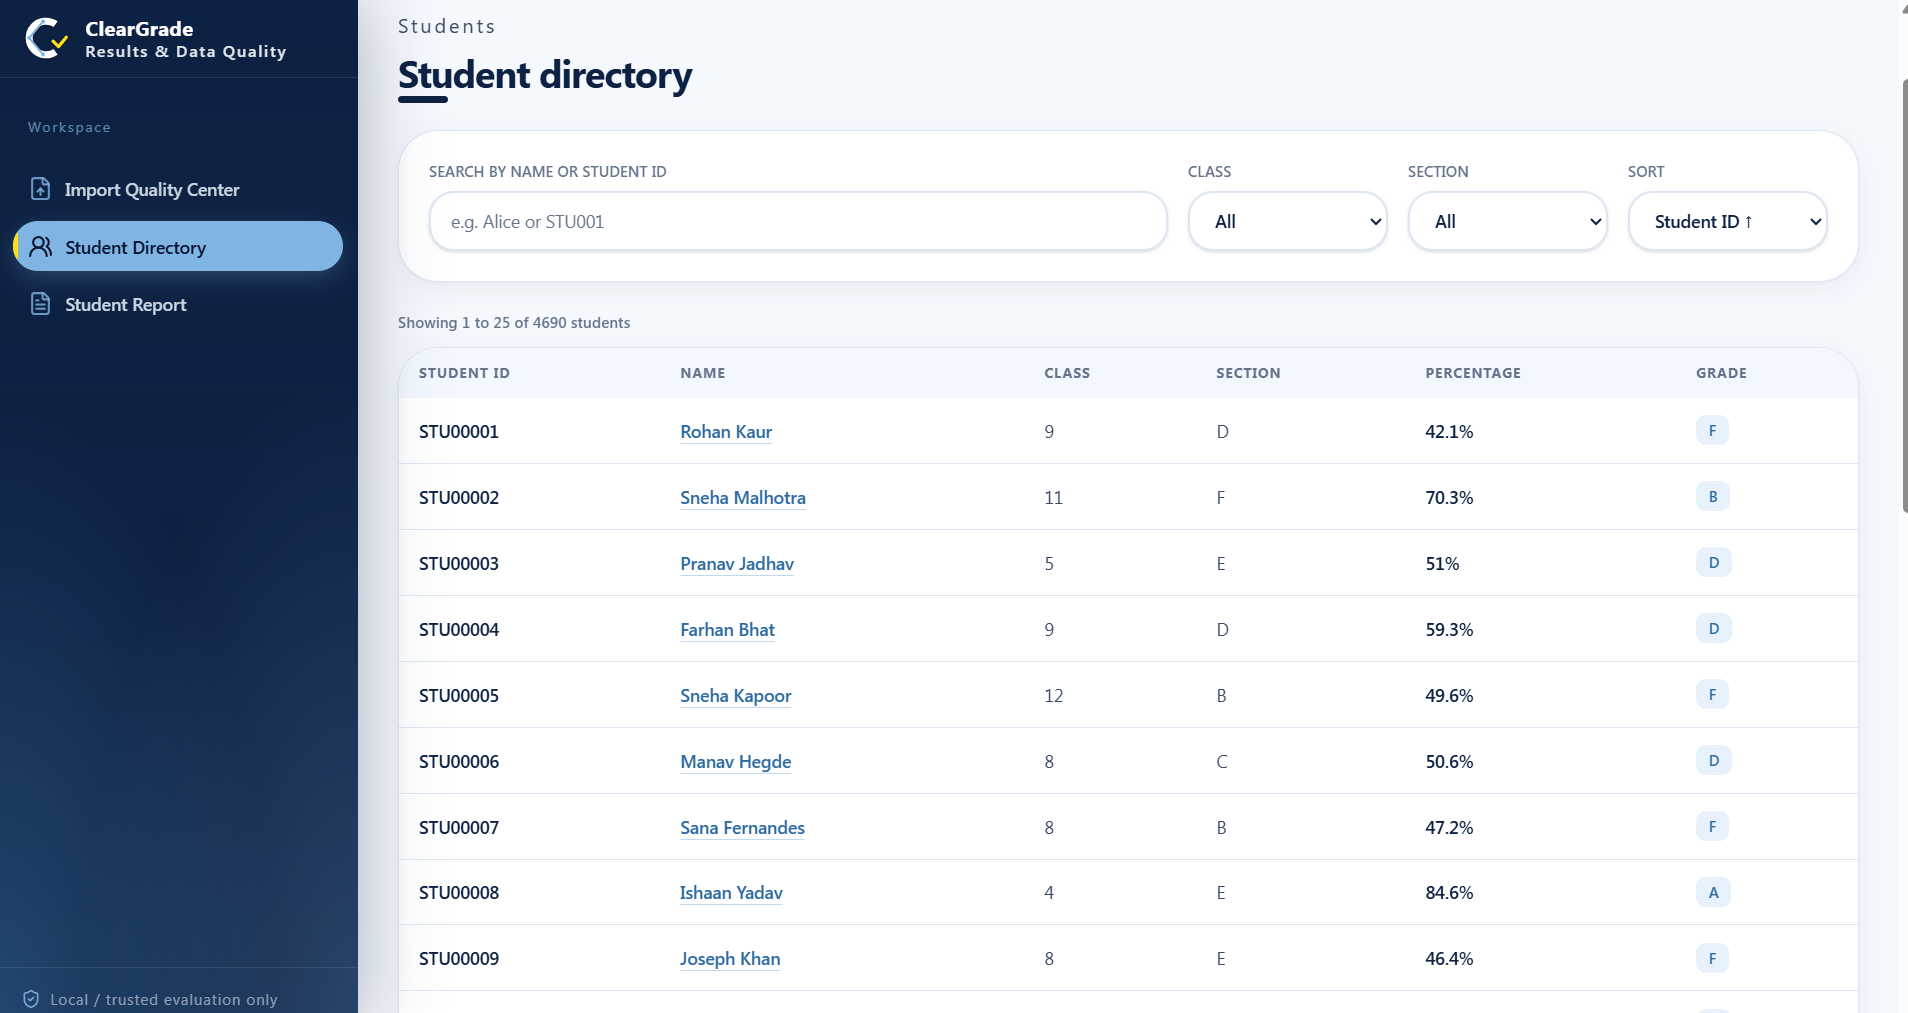 ClearGrade
Results & Data Quality
Workspace
Import Quality Center
Student Directory
Student Report
Local / trusted evaluation only
Students
Student directory
SEARCH BY NAME OR STUDENT ID
CLASS
SECTION
SORT
e.g. Alice or STU001
All
All
Student ID ↑
Showing 1 to 25 of 4690 students
STUDENT ID NAME CLASS SECTION PERCENTAGE GRADE
STU00001 Rohan Kaur 9 D 42.1% F
STU00002 Sneha Malhotra 11 F 70.3% B
STU00003 Pranav Jadhav 5 E 51% D
STU00004 Farhan Bhat 9 D 59.3% D
STU00005 Sneha Kapoor 12 B 49.6% F
STU00006 Manav Hegde 8 C 50.6% D
STU00007 Sana Fernandes 8 B 47.2% F
STU00008 Ishaan Yadav 4 E 84.6% A
STU00009 Joseph Khan 8 E 46.4% F